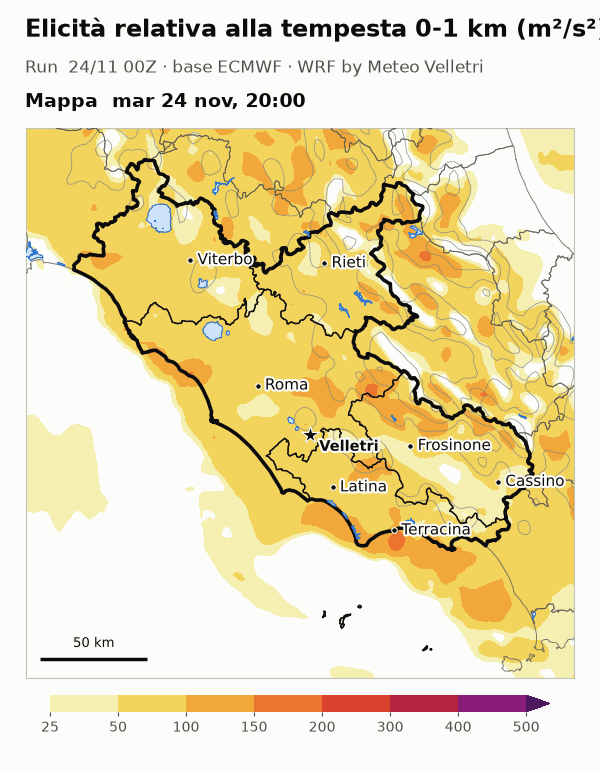 Elicità relativa alla tempesta 0-1 km (m²/s²)
Run  24/11 00Z · base ECMWF · WRF by Meteo Velletri
Mappa  mar 24 nov, 20:00
Viterbo
Rieti
Roma
Velletri
Frosinone
Cassino
Latina
Terracina
50 km
25 50 100 150 200 300 400 500